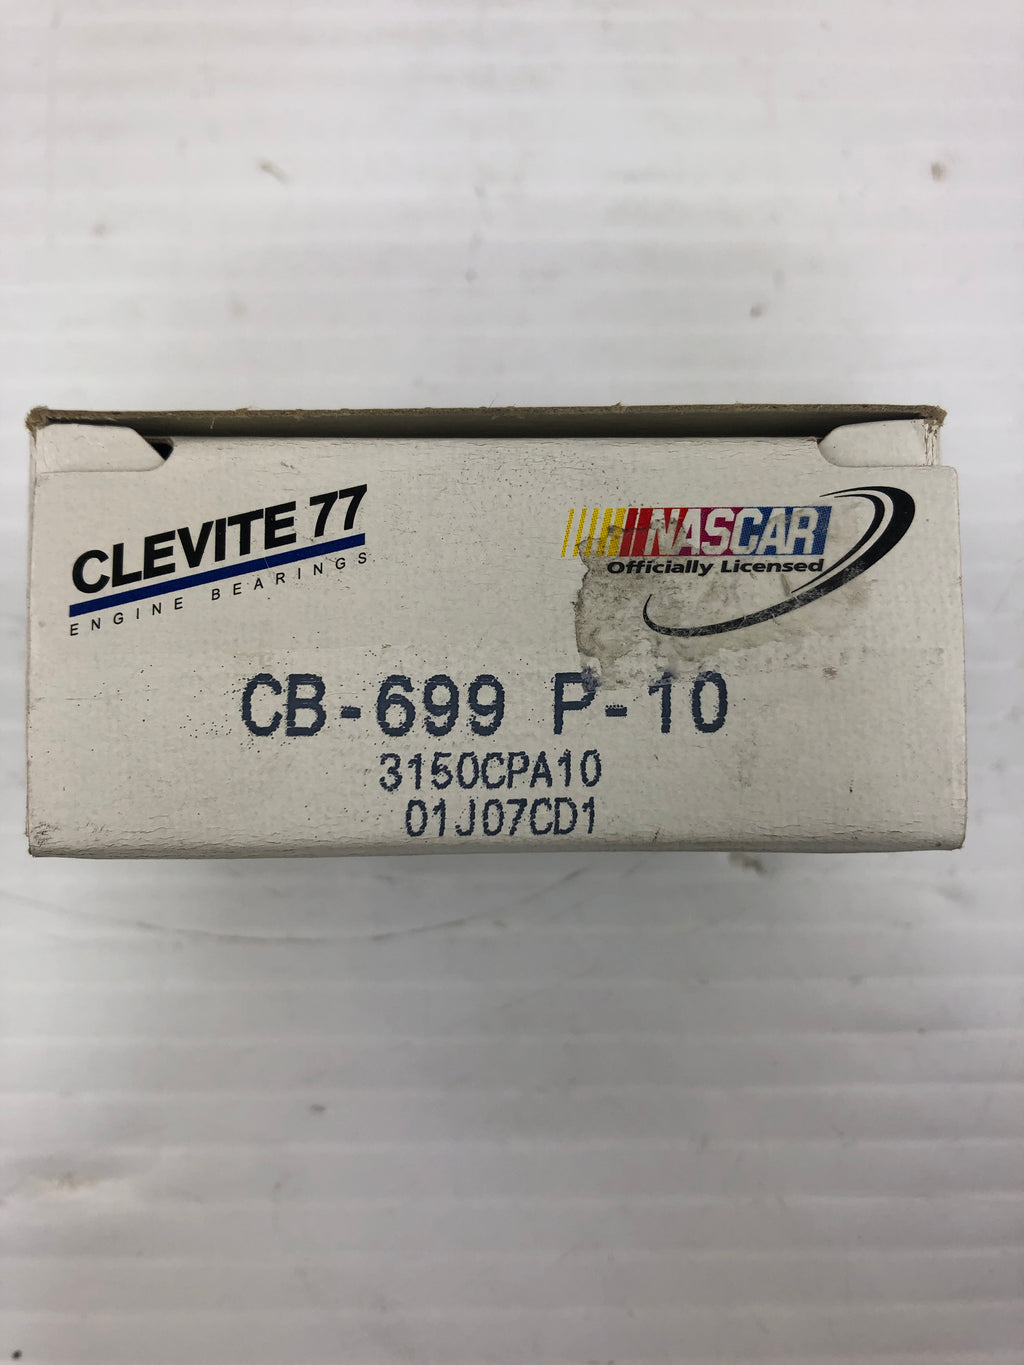 CLEVITE 77
ENGINE BEARINGS
NASCAR
Officially Licensed
CB-699 P-10
3150CPA10
01J07CD1